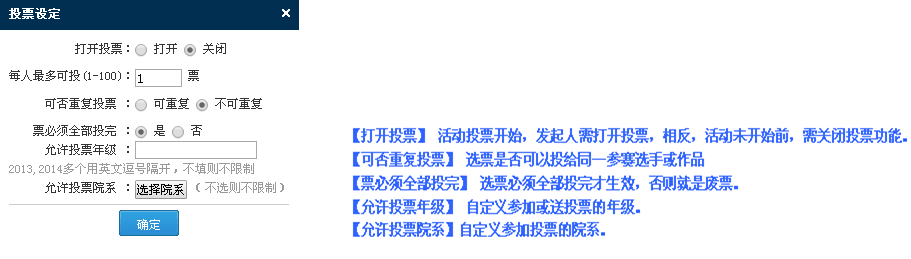 投票设定 ×
打开投票：打开 关闭
每人最多可投(1-100)：1 票
可否重复投票 ：可重复 不可重复
票必须全部投完 ：是 否
允许投票年级 ：
2013,2014多个用英文逗号隔开，不填则不限制
允许投票院系 ：选择院系 （不选则不限制）
确定
【打开投票】 活动投票开始，发起人需打开投票，相反，活动未开始前，需关闭投票功能。
【可否重复投票】 选票是否可以投给同一参赛选手或作品
【票必须全部投完】 选票必须全部投完才生效，否则就是废票。
【允许投票年级】 自定义参加或送投票的年级。
【允许投票院系】自定义参加投票的院系。